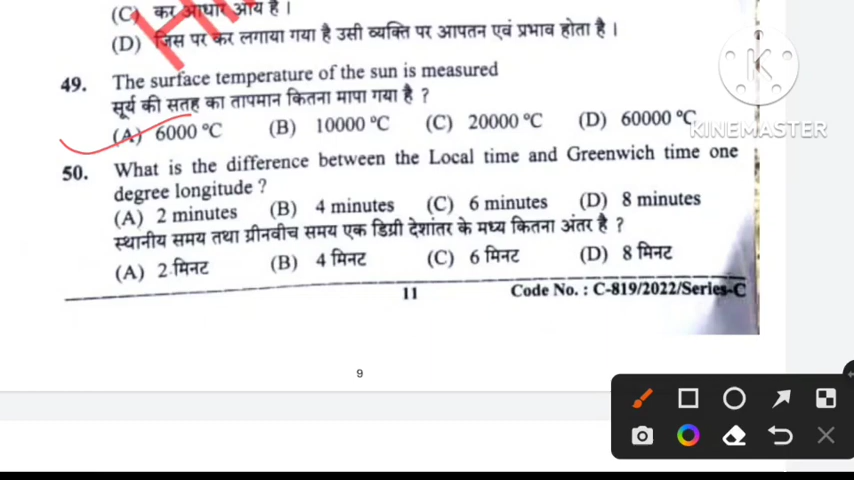 (C) कर आधार आय है।
(D) जिस पर कर लगाया गया है उसी व्यक्ति पर आपतन एवं प्रभाव होता है।
49. The surface temperature of the sun is measured
सूर्य की सतह का तापमान कितना मापा गया है ?
(A) 6000 ºC (B) 10000 ºC (C) 20000 ºC (D) 60000 ºC
KINEMASTER
50. What is the difference between the Local time and Greenwich time one
degree longitude ?
(A) 2 minutes (B) 4 minutes (C) 6 minutes (D) 8 minutes
स्थानीय समय तथा ग्रीनवीच समय एक डिग्री देशांतर के मध्य कितना अंतर है ?
(A) 2 मिनट (B) 4 मिनट (C) 6 मिनट (D) 8 मिनट
11 Code No. : C-819/2022/Series-C
9